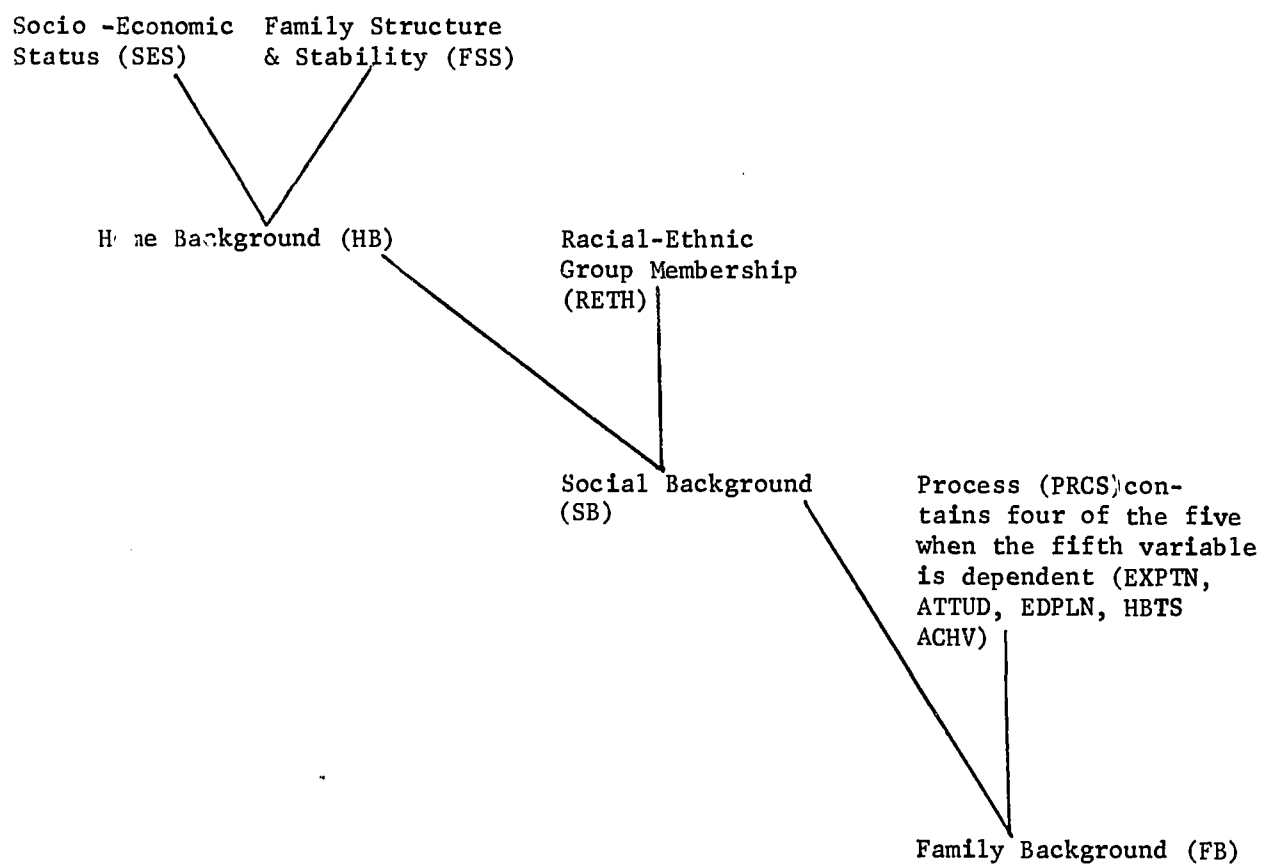 Socio -Economic
Status (SES)
Family Structure
& Stability (FSS)
Background (HB)
Racial-Ethnic
Group Membership
(RETH)
Social Background
(SB)
Process (PRCS) con-
tains four of the five
when the fifth variable
is dependent (EXPTN,
ATTUD, EDPLN, HBTS
ACHV)
Family Background (FB)